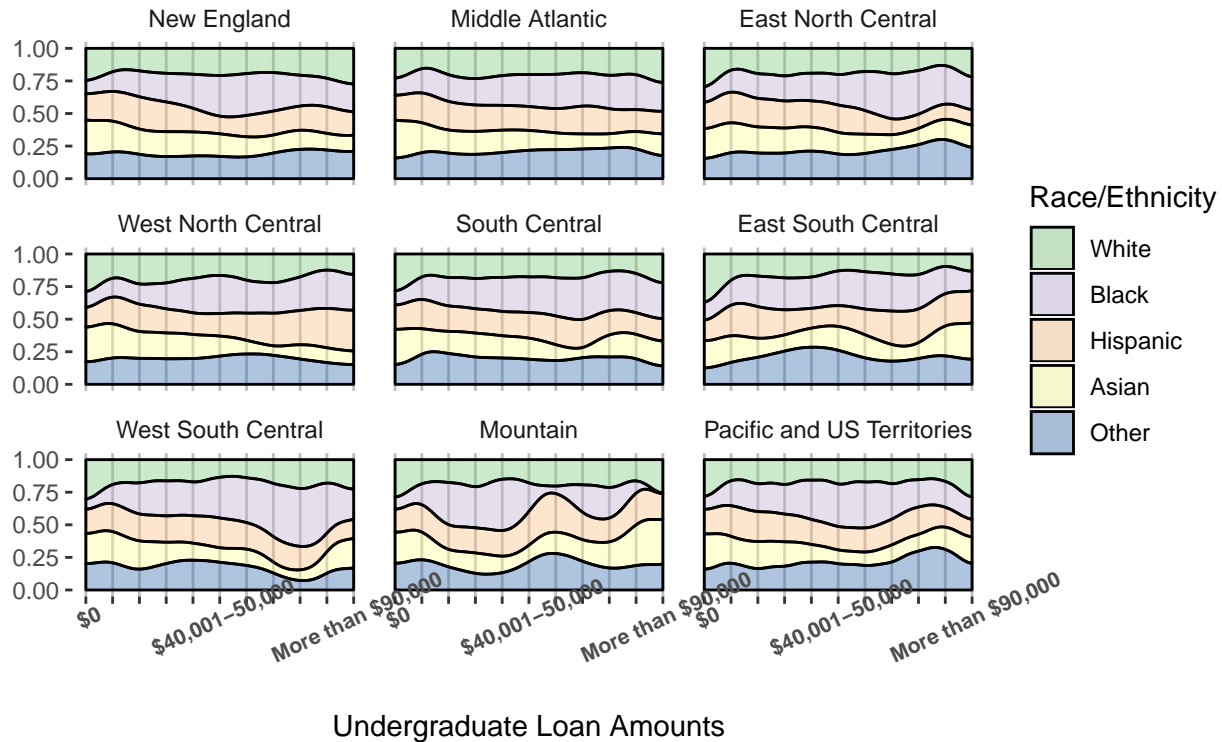 New England
Middle Atlantic
East North Central
1.00
0.75
0.50
0.25
0.00
West North Central
South Central
East South Central
1.00
0.75
0.50
0.25
0.00
West South Central
Mountain
Pacific and US Territories
1.00
0.75
0.50
0.25
0.00
$0
$40,001–50,000
More than $90,000
$0
$40,001–50,000
More than $90,000
$0
$40,001–50,000
More than $90,000
Undergraduate Loan Amounts
Race/Ethnicity
White
Black
Hispanic
Asian
Other